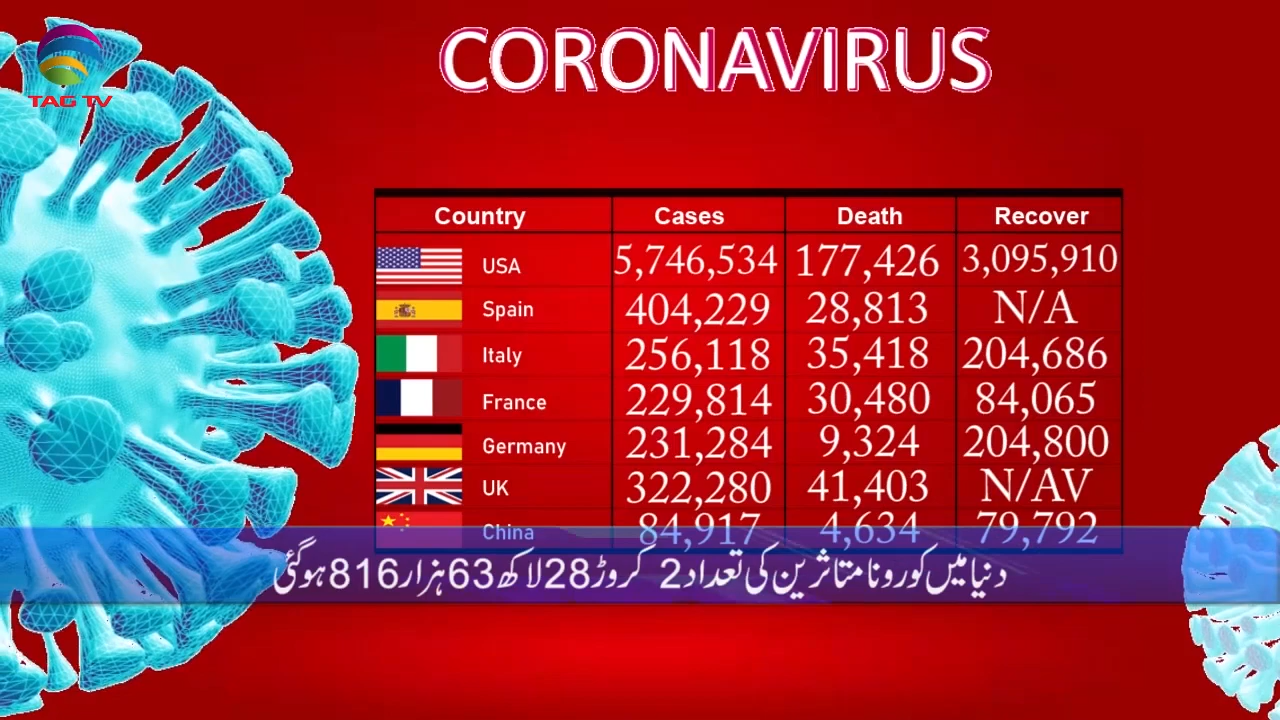 TAG TV
CORONAVIRUS
Country Cases Death Recover
USA 5,746,534 177,426 3,095,910
Spain 404,229 28,813 N/A
Italy 256,118 35,418 204,686
France 229,814 30,480 84,065
Germany 231,284 9,324 204,800
UK 322,280 41,403 N/AV
China 84,917 4,634 79,792
دنیا میں کورونا متاثرین کی تعداد 2 کروڑ 28 لاکھ 63 ہزار 816 ہوگئی